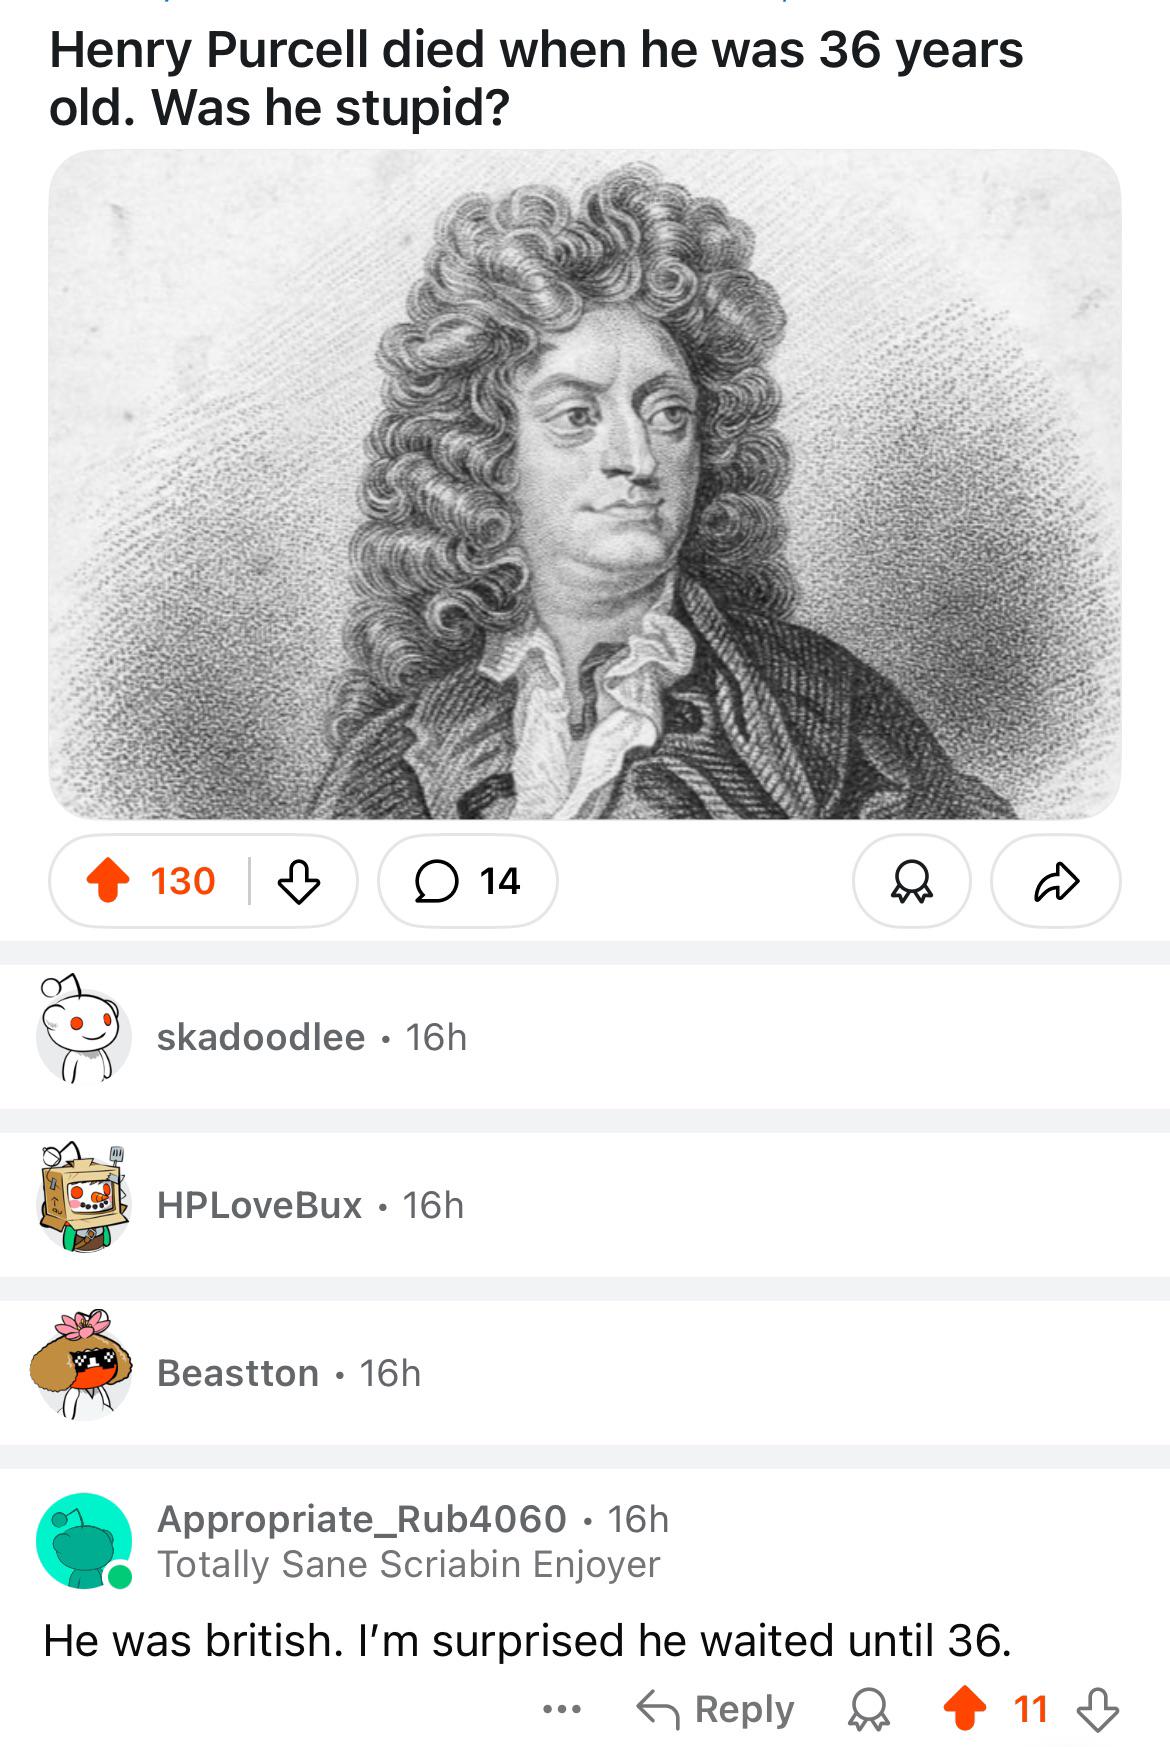 Henry Purcell died when he was 36 years
old. Was he stupid?
130
14
skadoodlee • 16h
HPLoveBux • 16h
Beastton • 16h
Appropriate_Rub4060 • 16h
Totally Sane Scriabin Enjoyer
He was british. I’m surprised he waited until 36.
Reply
11